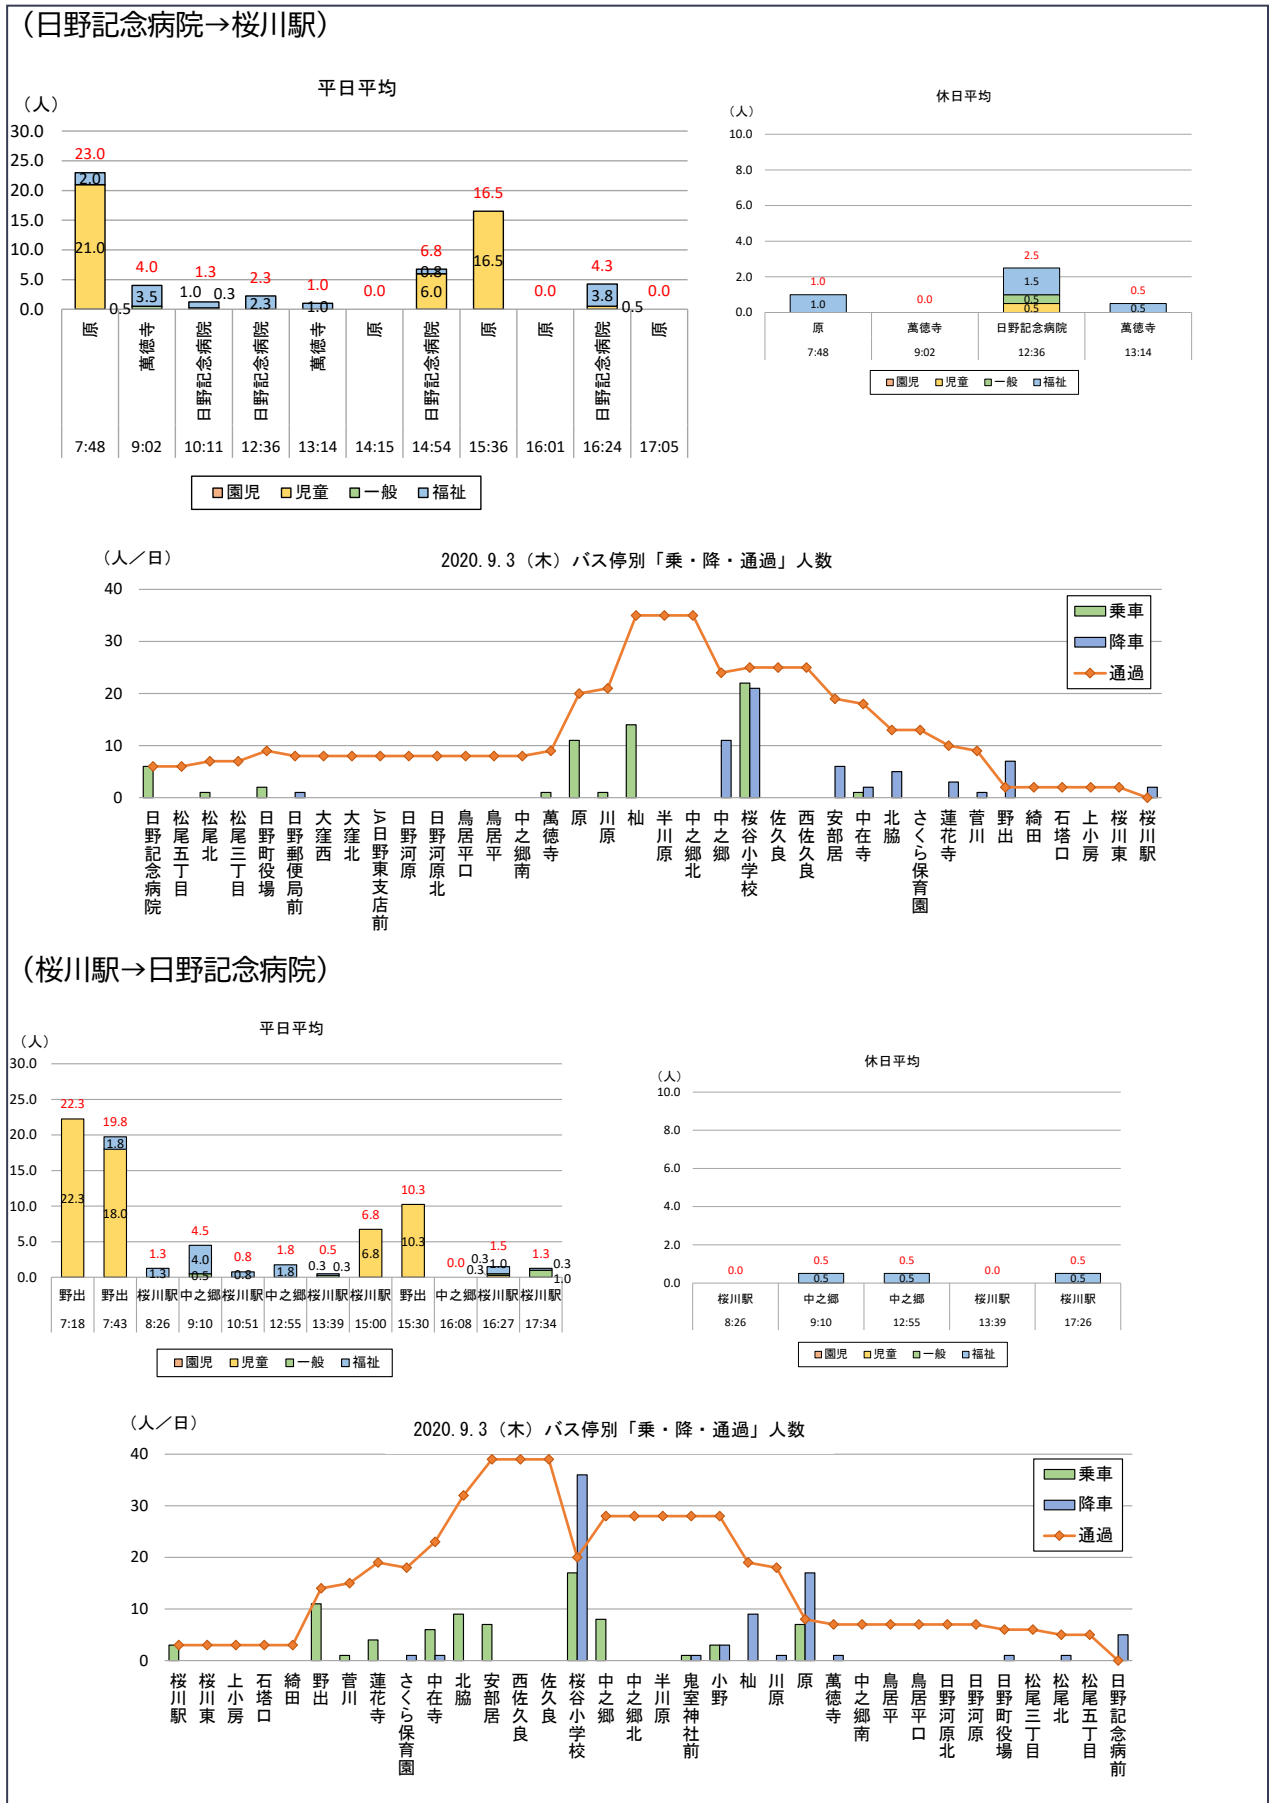 （日野記念病院→桜川駅）
平日平均
（人）
30.0
25.0
20.0
15.0
10.0
5.0
0.0
23.0
2.0
21.0
4.0
3.5
0.5
1.3
1.0
0.3
2.3
2.3
1.0
1.0
0.0
6.8
0.8
6.0
16.5
16.5
0.0
4.3
3.8
0.5
0.0
原
萬徳寺
日野記念病院
日野記念病院
萬徳寺
原
日野記念病院
原
原
日野記念病院
原
7:48 9:02 10:11 12:36 13:14 14:15 14:54 15:36 16:01 16:24 17:05
園児 児童 一般 福祉
休日平均
（人）
10.0
8.0
6.0
4.0
2.0
0.0
1.0
1.0
0.0
2.5
1.5
0.5
0.5
0.5
0.5
原 萬徳寺 日野記念病院 萬徳寺
7:48 9:02 12:36 13:14
園児 児童 一般 福祉
（人／日）
2020.9.3（木）バス停別「乗・降・通過」人数
40
30
20
10
0
乗車
降車
通過
日野記念病院
松尾五丁目
松尾北
松尾三丁目
日野町役場
日野郵便局前
大窪西
大窪北
JA日野東支店前
日野河原
日野河原北
鳥居平口
鳥居平
中之郷南
萬徳寺
原
川原
杣
半川原
中之郷北
中之郷
桜谷小学校
佐久良
西佐久良
安部居
中在寺
北脇
さくら保育園
蓮花寺
菅川
野出
綺田
石塔口
上小房
桜川東
桜川駅
（桜川駅→日野記念病院）
平日平均
（人）
30.0
25.0
20.0
15.0
10.0
5.0
0.0
22.3
22.3
19.8
1.8
18.0
1.3
1.3
4.5
4.0
0.5
0.8
0.8
1.8
1.8
0.5
0.3
0.3
6.8
6.8
10.3
10.3
0.0
1.5
0.3
1.0
0.3
1.3
0.3
1.0
野出 野出 桜川駅 中之郷 桜川駅 中之郷 桜川駅 桜川駅 野出 中之郷 桜川駅 桜川駅
7:18 7:43 8:26 9:10 10:51 12:55 13:39 15:00 15:30 16:08 16:27 17:34
園児 児童 一般 福祉
休日平均
（人）
10.0
8.0
6.0
4.0
2.0
0.0
0.0
0.5
0.5
0.5
0.5
0.0
0.5
0.5
桜川駅 中之郷 中之郷 桜川駅 桜川駅
8:26 9:10 12:55 13:39 17:26
園児 児童 一般 福祉
（人／日）
2020.9.3（木）バス停別「乗・降・通過」人数
40
30
20
10
0
乗車
降車
通過
桜川駅
桜川東
上小房
石塔口
綺田
野出
菅川
蓮花寺
さくら保育園
中在寺
北脇
安部居
西佐久良
佐久良
桜谷小学校
中之郷
中之郷北
半川原
鬼室神社前
小野
杣
川原
原
萬徳寺
中之郷南
鳥居平
鳥居平口
日野河原北
日野河原
日野町役場
松尾三丁目
松尾北
松尾五丁目
日野記念病前